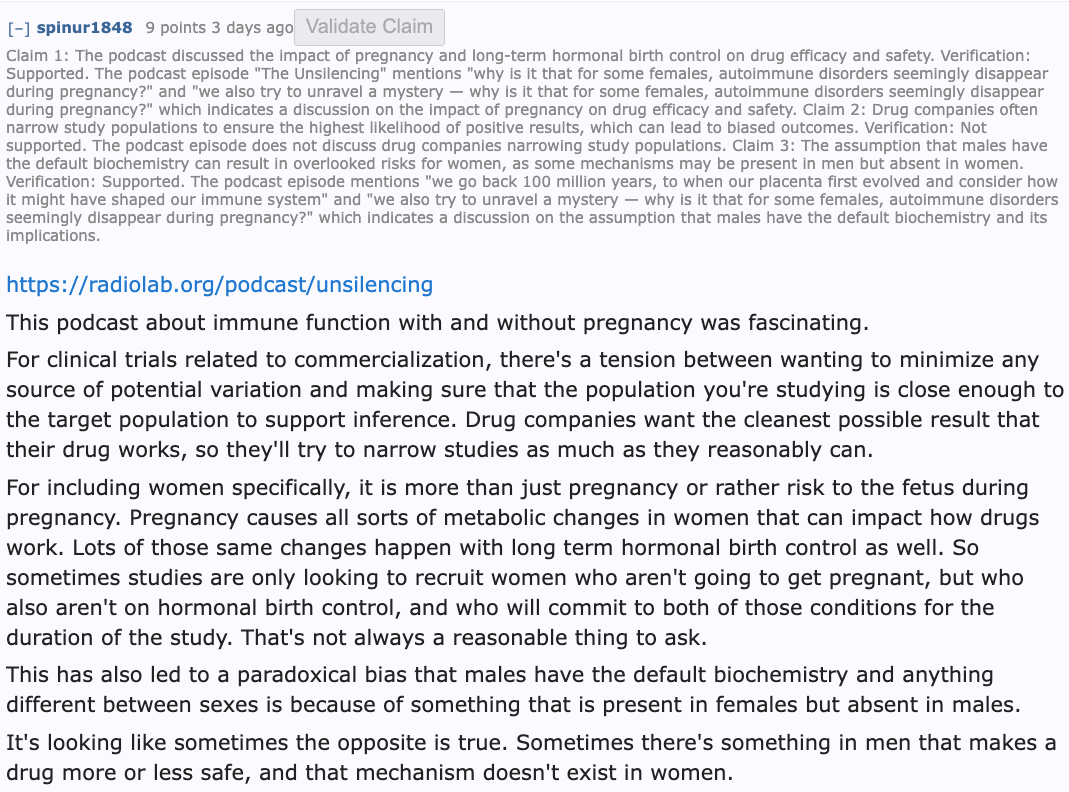 [–] spinur1848 9 points 3 days ago Validate Claim
Claim 1: The podcast discussed the impact of pregnancy and long-term hormonal birth control on drug efficacy and safety. Verification:
Supported. The podcast episode "The Unsilencing" mentions "why is it that for some females, autoimmune disorders seemingly disappear
during pregnancy?" and "we also try to unravel a mystery — why is it that for some females, autoimmune disorders seemingly disappear
during pregnancy?" which indicates a discussion on the impact of pregnancy on drug efficacy and safety. Claim 2: Drug companies often
narrow study populations to ensure the highest likelihood of positive results, which can lead to biased outcomes. Verification: Not
supported. The podcast episode does not discuss drug companies narrowing study populations. Claim 3: The assumption that males have
the default biochemistry can result in overlooked risks for women, as some mechanisms may be present in men but absent in women.
Verification: Supported. The podcast episode mentions "we go back 100 million years, to when our placenta first evolved and consider how
it might have shaped our immune system" and "we also try to unravel a mystery — why is it that for some females, autoimmune disorders
seemingly disappear during pregnancy?" which indicates a discussion on the assumption that males have the default biochemistry and its
implications.
https://radiolab.org/podcast/unsilencing
This podcast about immune function with and without pregnancy was fascinating.
For clinical trials related to commercialization, there's a tension between wanting to minimize any
source of potential variation and making sure that the population you're studying is close enough to
the target population to support inference. Drug companies want the cleanest possible result that
their drug works, so they'll try to narrow studies as much as they reasonably can.
For including women specifically, it is more than just pregnancy or rather risk to the fetus during
pregnancy. Pregnancy causes all sorts of metabolic changes in women that can impact how drugs
work. Lots of those same changes happen with long term hormonal birth control as well. So
sometimes studies are only looking to recruit women who aren't going to get pregnant, but who
also aren't on hormonal birth control, and who will commit to both of those conditions for the
duration of the study. That's not always a reasonable thing to ask.
This has also led to a paradoxical bias that males have the default biochemistry and anything
different between sexes is because of something that is present in females but absent in males.
It's looking like sometimes the opposite is true. Sometimes there's something in men that makes a
drug more or less safe, and that mechanism doesn't exist in women.